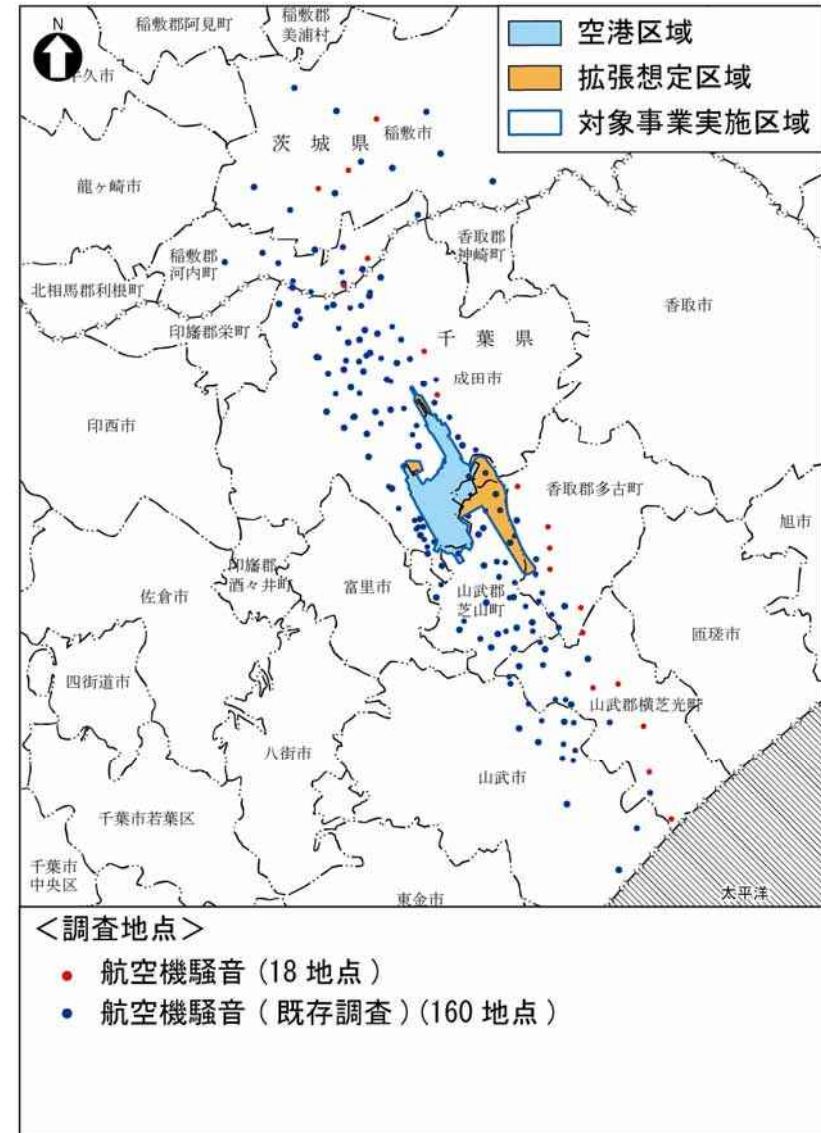 N
稲敷郡阿見町
稲敷郡
美浦村
空港区域
拡張想定区域
対象事業実施区域
久市
茨城県
稲敷市
龍ヶ崎市
稲敷郡
河内町
香取郡
神崎町
北相馬郡利根町
香取市
印旛郡栄町
千葉県
成田市
印西市
香取郡多古町
旭市
印旛郡
酒々井町
佐倉市
富里市
山武郡
芝山町
匝瑳市
四街道市
山武郡横芝光町
八街市
山武市
千葉市若葉区
千葉市
中央区
東金市
太平洋
＜調査地点＞
航空機騒音（18地点）
航空機騒音（既存調査）（160地点）